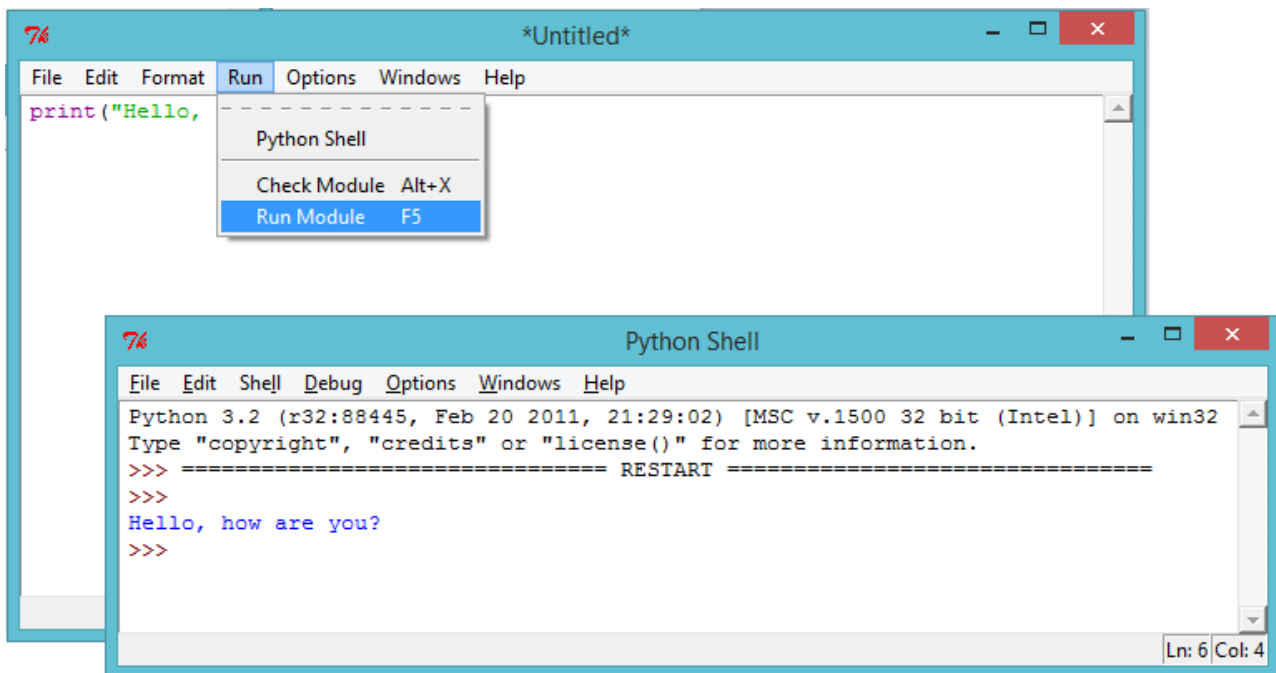 *Untitled*
File Edit Format Run Options Windows Help
print("Hello,
Python Shell
Check Module Alt+X
Run Module F5
Python Shell
File Edit Shell Debug Options Windows Help
Python 3.2 (r32:88445, Feb 20 2011, 21:29:02) [MSC v.1500 32 bit (Intel)] on win32
Type "copyright", "credits" or "license()" for more information.
>>> ================================ RESTART ================================
>>>
Hello, how are you?
>>>
Ln: 6 Col: 4